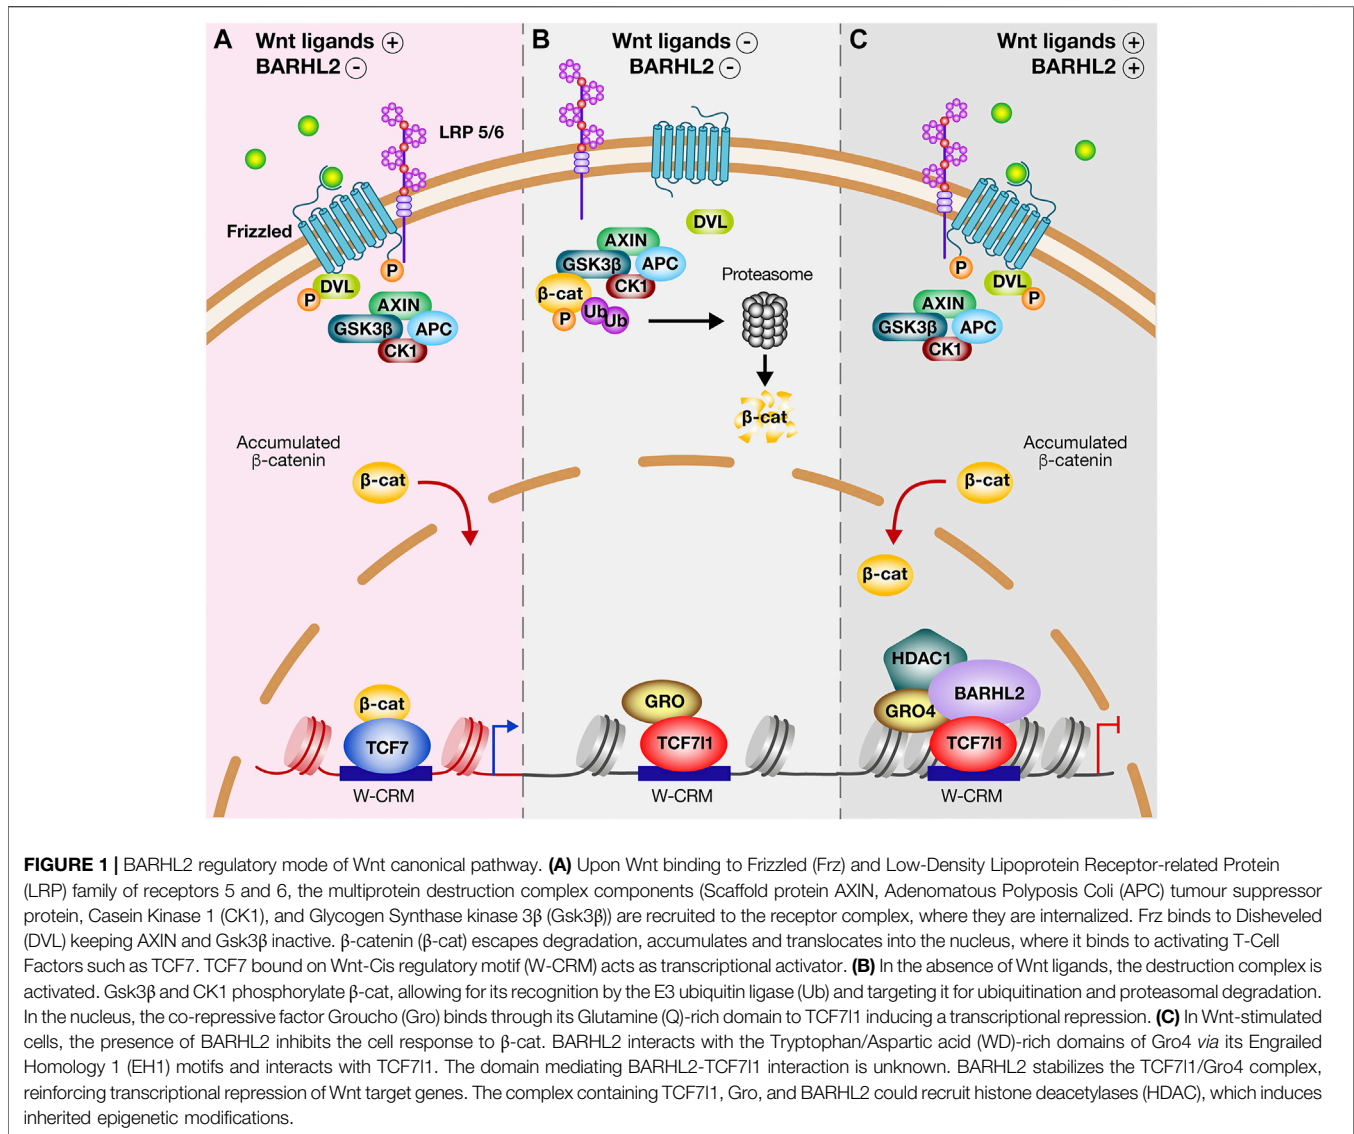 A
Wnt ligands +
BARHL2 -
B
Wnt ligands -
BARHL2 -
C
Wnt ligands +
BARHL2 +
LRP 5/6
Frizzled
P
DVL
P
AXIN
GSK3β
APC
CK1
Accumulated
β-catenin
β-cat
β-cat
TCF7
W-CRM
DVL
AXIN
GSK3β
APC
CK1
β-cat
P
Ub
Ub
Proteasome
β-cat
GRO
TCF7l1
W-CRM
P
DVL
P
AXIN
GSK3β
APC
CK1
Accumulated
β-catenin
β-cat
β-cat
HDAC1
BARHL2
GRO4
TCF7l1
W-CRM
FIGURE 1 | BARHL2 regulatory mode of Wnt canonical pathway. (A) Upon Wnt binding to Frizzled (Frz) and Low-Density Lipoprotein Receptor-related Protein
(LRP) family of receptors 5 and 6, the multiprotein destruction complex components (Scaffold protein AXIN, Adenomatous Polyposis Coli (APC) tumour suppressor
protein, Casein Kinase 1 (CK1), and Glycogen Synthase kinase 3β (Gsk3β)) are recruited to the receptor complex, where they are internalized. Frz binds to Disheveled
(DVL) keeping AXIN and Gsk3β inactive. β-catenin (β-cat) escapes degradation, accumulates and translocates into the nucleus, where it binds to activating T-Cell
Factors such as TCF7. TCF7 bound on Wnt-Cis regulatory motif (W-CRM) acts as transcriptional activator. (B) In the absence of Wnt ligands, the destruction complex is
activated. Gsk3β and CK1 phosphorylate β-cat, allowing for its recognition by the E3 ubiquitin ligase (Ub) and targeting it for ubiquitination and proteasomal degradation.
In the nucleus, the co-repressive factor Groucho (Gro) binds through its Glutamine (Q)-rich domain to TCF7l1 inducing a transcriptional repression. (C) In Wnt-stimulated
cells, the presence of BARHL2 inhibits the cell response to β-cat. BARHL2 interacts with the Tryptophan/Aspartic acid (WD)-rich domains of Gro4 via its Engrailed
Homology 1 (EH1) motifs and interacts with TCF7l1. The domain mediating BARHL2-TCF7l1 interaction is unknown. BARHL2 stabilizes the TCF7l1/Gro4 complex,
reinforcing transcriptional repression of Wnt target genes. The complex containing TCF7l1, Gro, and BARHL2 could recruit histone deacetylases (HDAC), which induces
inherited epigenetic modifications.